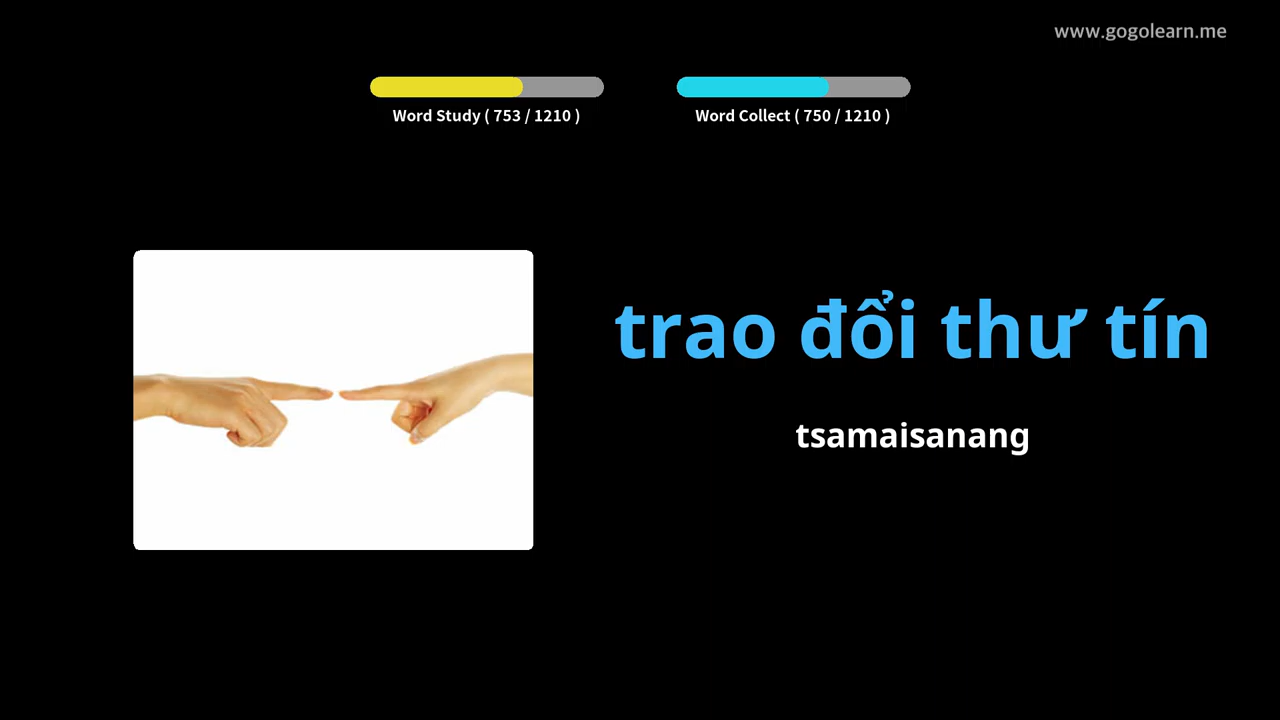 www.gogolearn.me
Word Study ( 753 / 1210 )
Word Collect ( 750 / 1210 )
trao đổi thư tín
tsamaisanang